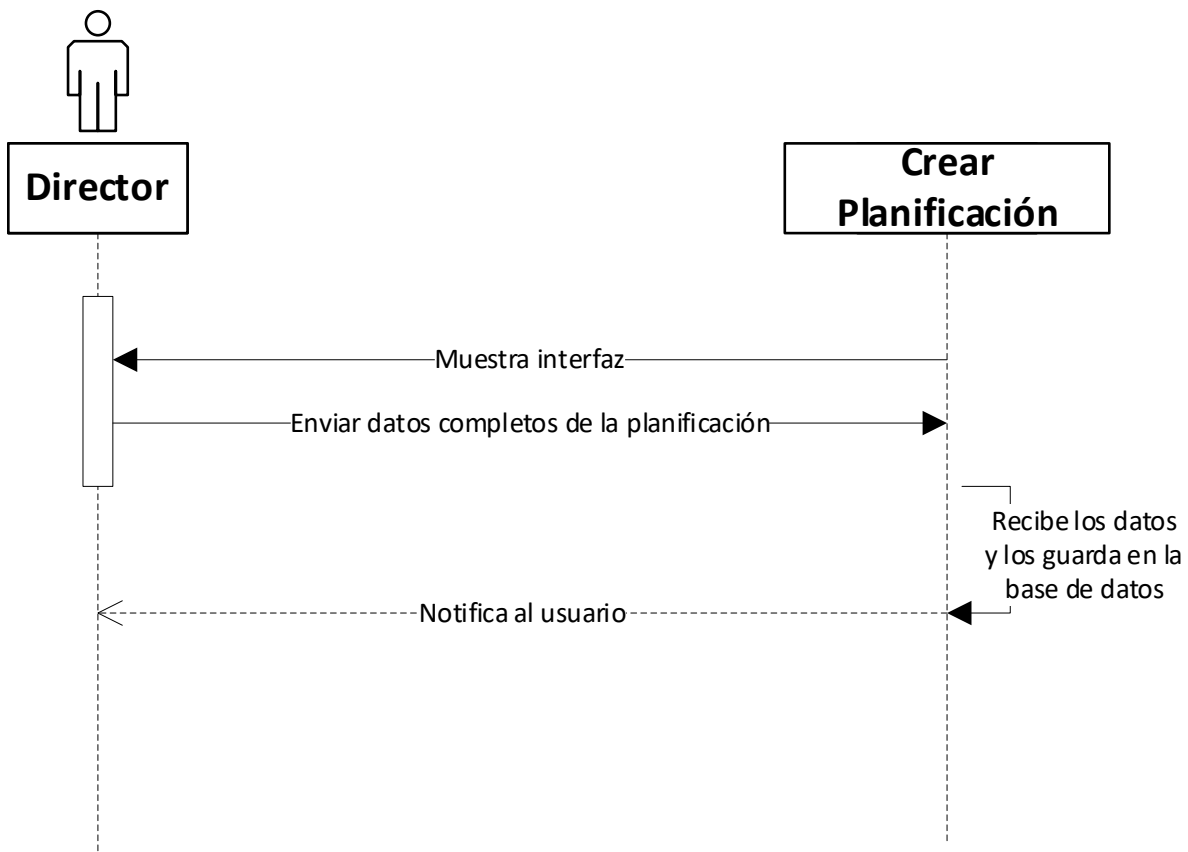 Director
Crear
Planificación
Muestra interfaz
Enviar datos completos de la planificación
Recibe los datos
y los guarda en la
base de datos
Notifica al usuario